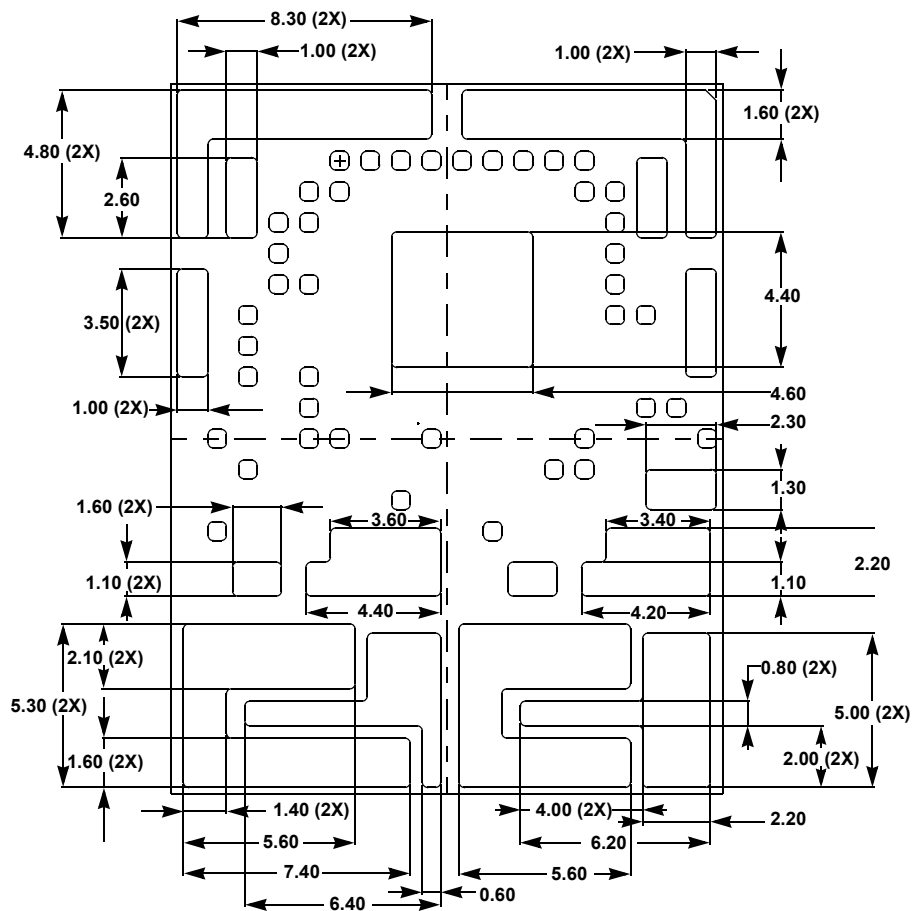 8.30 (2X)
1.00 (2X)
1.00 (2X)
1.60 (2X)
4.80 (2X)
2.60
4.40
3.50 (2X)
4.60
1.00 (2X)
2.30
1.30
1.60 (2X)
3.60
3.40
2.20
1.10 (2X)
1.10
4.40
4.20
2.10 (2X)
0.80 (2X)
5.30 (2X)
5.00 (2X)
1.60 (2X)
2.00 (2X)
1.40 (2X)
4.00 (2X)
2.20
5.60
6.20
7.40
5.60
0.60
6.40